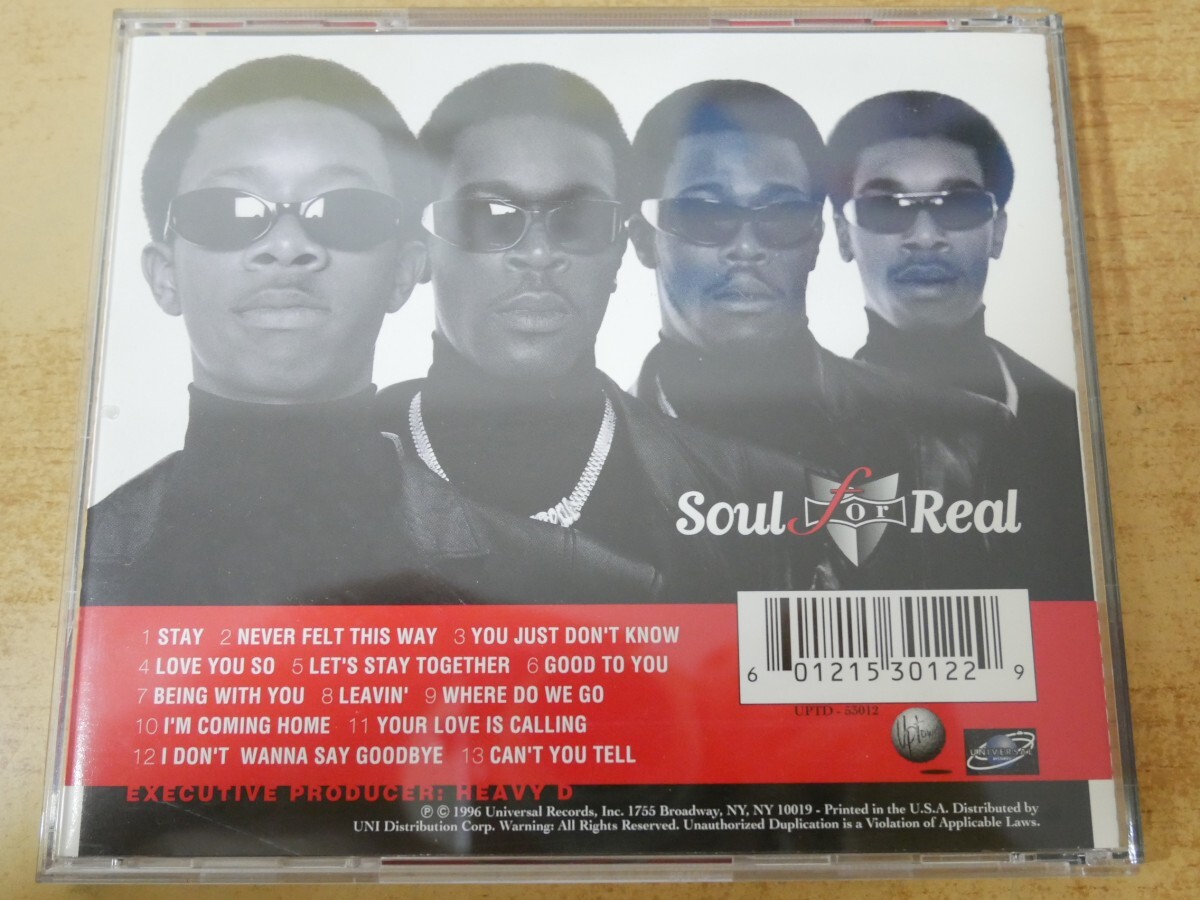 Soul for Real
1 STAY 2 NEVER FELT THIS WAY 3 YOU JUST DON'T KNOW
4 LOVE YOU SO 5 LET'S STAY TOGETHER 6 GOOD TO YOU
7 BEING WITH YOU 8 LEAVIN' 9 WHERE DO WE GO
10 I'M COMING HOME 11 YOUR LOVE IS CALLING
12 I DON'T WANNA SAY GOODBYE 13 CAN'T YOU TELL
6 01215 30122 9
UPTD - 53012
Uptown
UNIVERSAL
RECORDS
EXECUTIVE PRODUCER: HEAVY D
℗ © 1996 Universal Records, Inc. 1755 Broadway, NY, NY 10019 - Printed in the U.S.A. Distributed by
UNI Distribution Corp. Warning: All Rights Reserved. Unauthorized Duplication is a Violation of Applicable Laws.